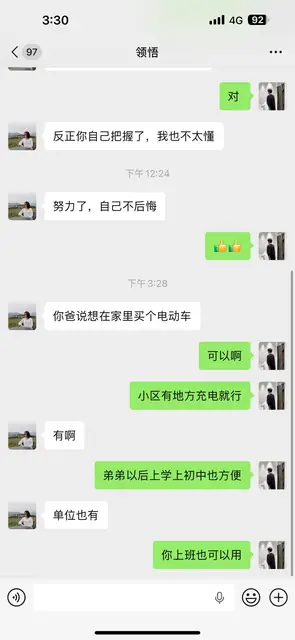 3:30
4G
92
97
领悟
对
反正你自己把握了，我也不太懂
下午 12:24
努力了，自己不后悔
👍👍
下午 3:28
你爸说想在家里买个电动车
可以啊
小区有地方充电就行
有啊
弟弟以后上学上初中也方便
单位也有
你上班也可以用